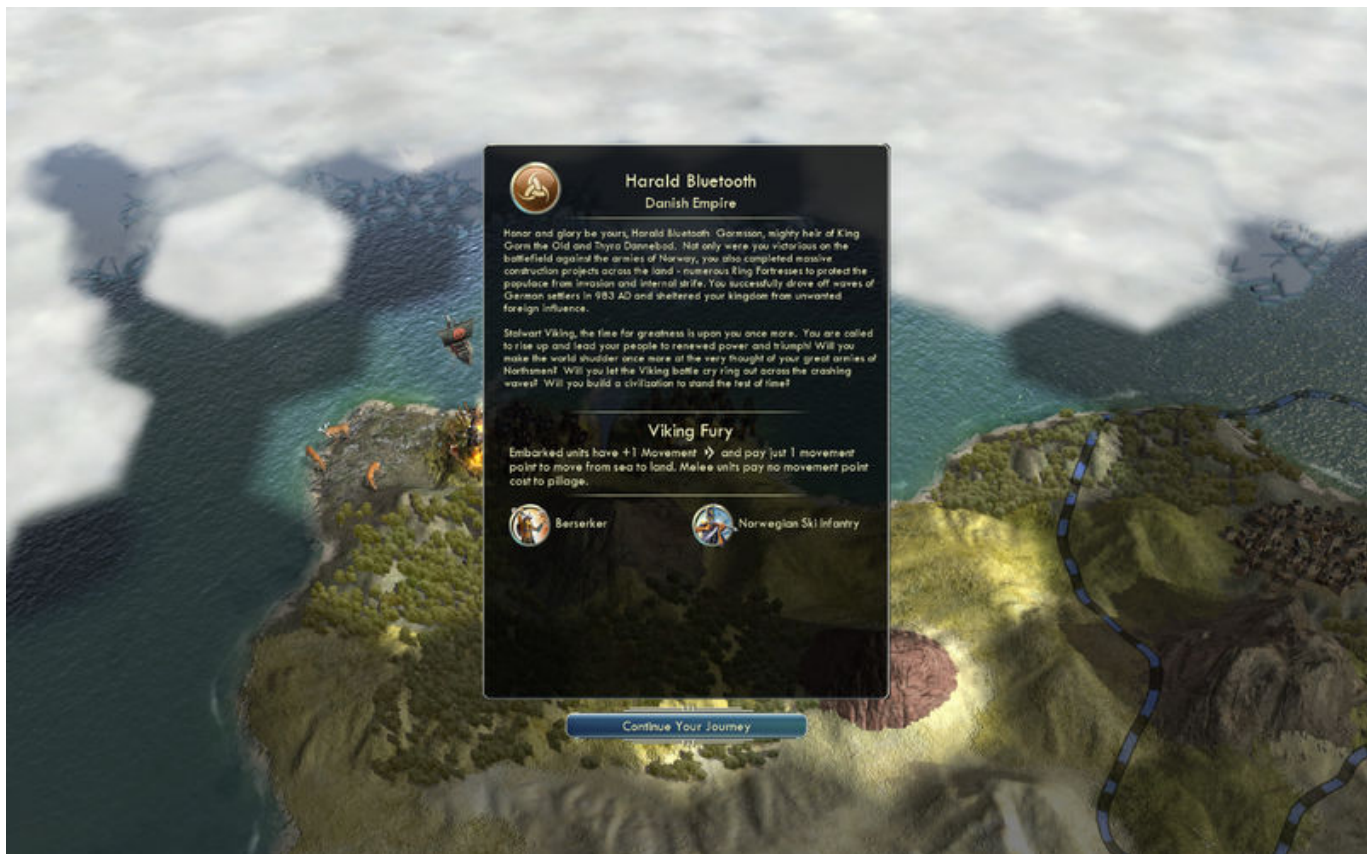 Harald Bluetooth
Danish Empire
Honor and glory be yours, Harald Bluetooth Gormsson, mighty heir of King
Gorm the Old and Thyra Dannebod. Not only were you victorious on the
battlefield against the armies of Norway, you also completed massive
construction projects across the land - numerous Ring Fortresses to protect the
populace from invasion and internal strife. You successfully drove off waves of
German settlers in 983 AD and sheltered your kingdom from unwanted
foreign influence.
Stalwart Viking, the time for greatness is upon you once more. You are called
to rise up and lead your people to renewed power and triumph! Will you
make the world shudder once more at the very thought of your great armies of
Northsmen? Will you let the Viking battle cry ring out across the crashing
waves? Will you build a civilization to stand the test of time?
Viking Fury
Embarked units have +1 Movement and pay just 1 movement
point to move from sea to land. Melee units pay no movement point
cost to pillage.
Berserker
Norwegian Ski Infantry
Continue Your Journey